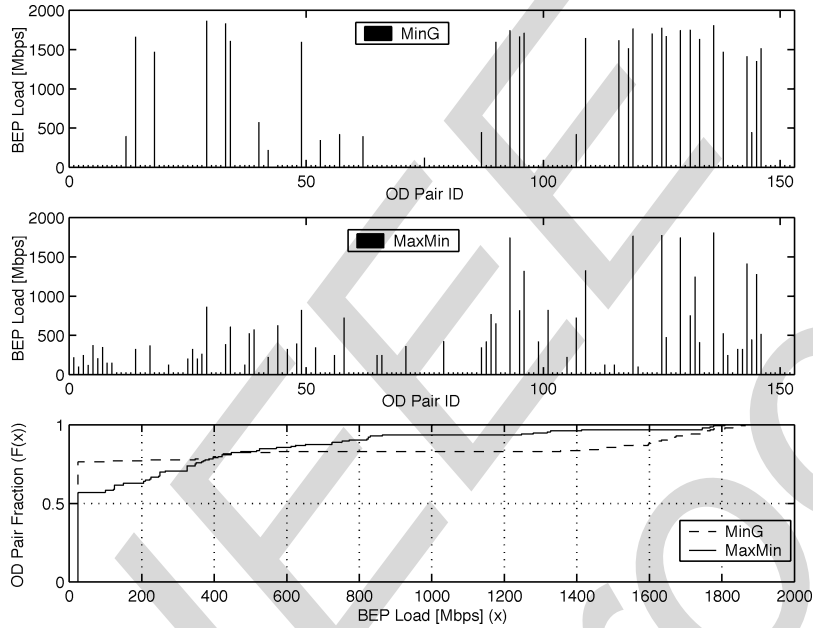 2000
1500
1000
500
0
BEP Load [Mbps]
MinG
0
50
100
150
OD Pair ID
2000
1500
1000
500
0
BEP Load [Mbps]
MaxMin
0
50
100
150
OD Pair ID
1
0.5
0
OD Pair Fraction (F(x))
MinG
MaxMin
0 200 400 600 800 1000 1200 1400 1600 1800 2000
BEP Load [Mbps] (x)